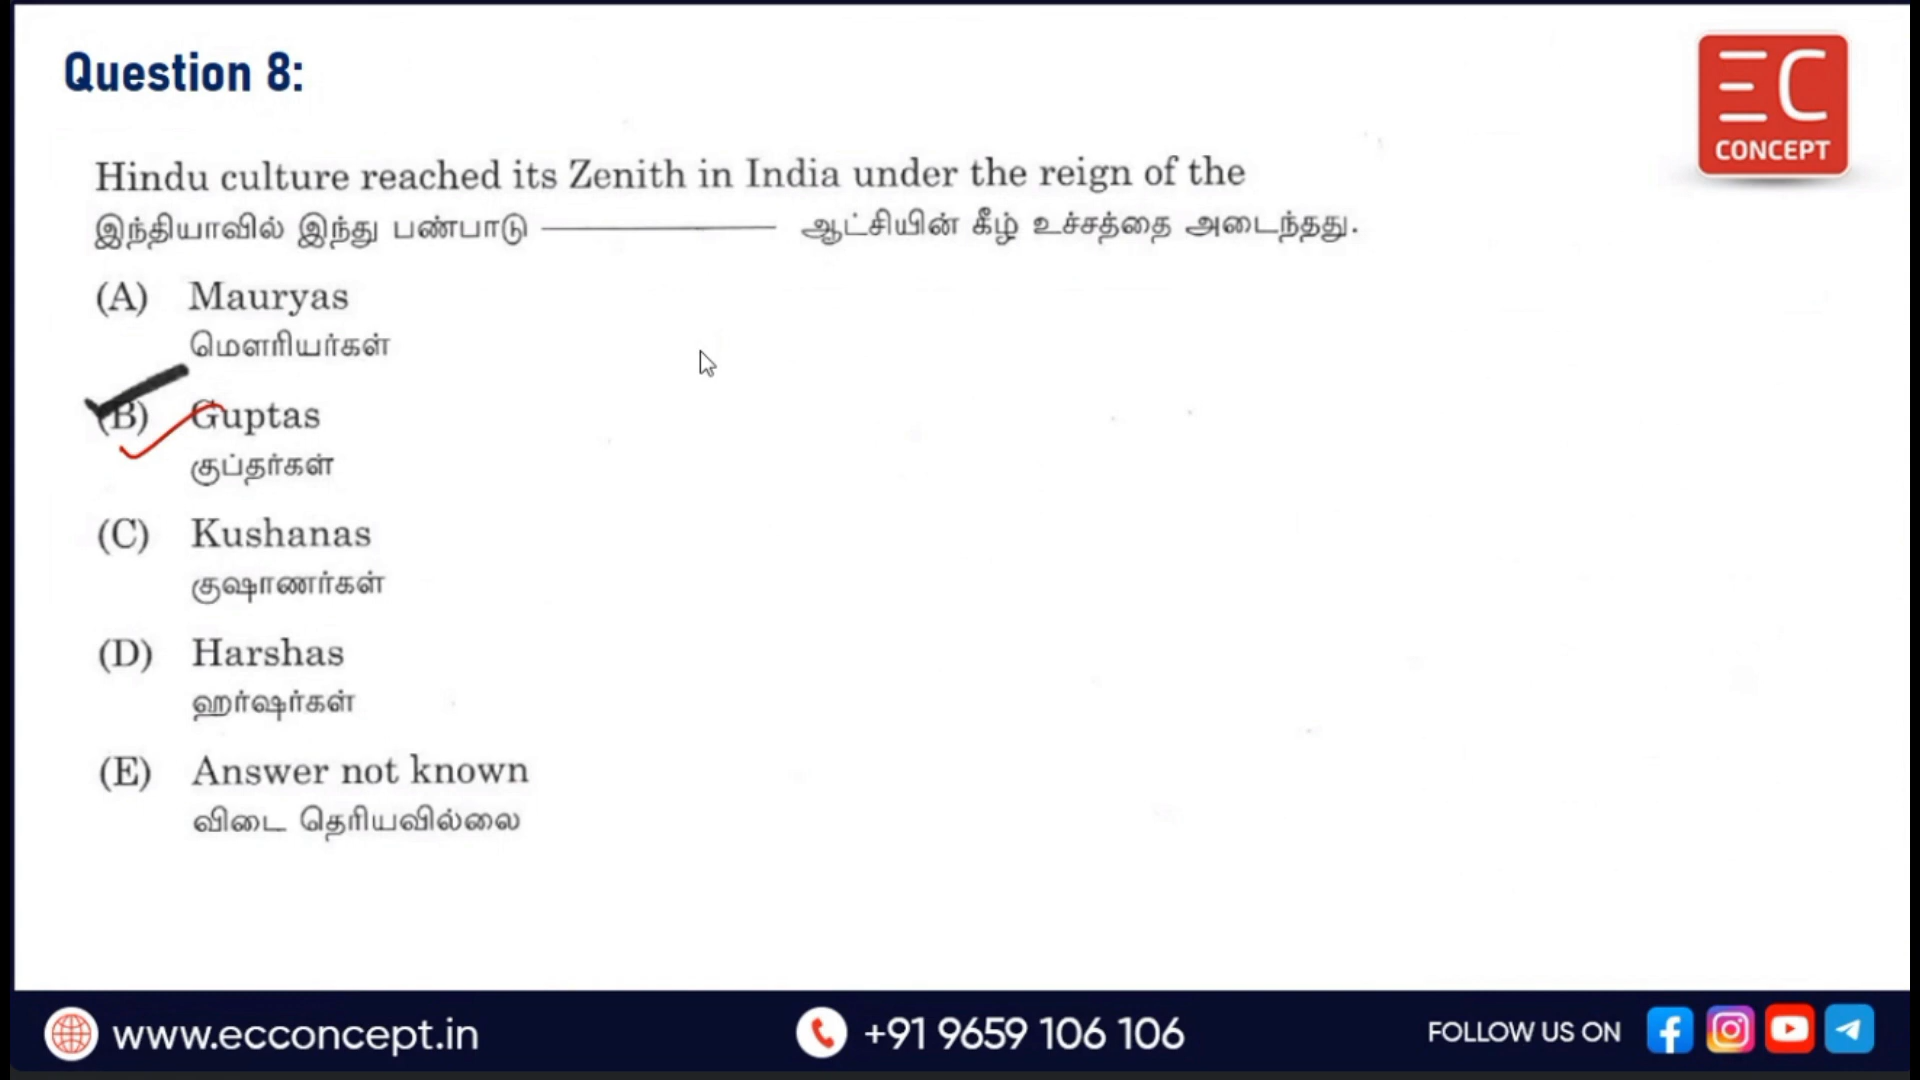 Question 8:
EC
CONCEPT
Hindu culture reached its Zenith in India under the reign of the
இந்தியாவில் இந்து பண்பாடு ———— ஆட்சியின் கீழ் உச்சத்தை அடைந்தது.
(A) Mauryas
மௌரியர்கள்
(B) Guptas
குப்தர்கள்
(C) Kushanas
குஷாணர்கள்
(D) Harshas
ஹர்ஷர்கள்
(E) Answer not known
விடை தெரியவில்லை
www.ecconcept.in
+91 9659 106 106
FOLLOW US ON